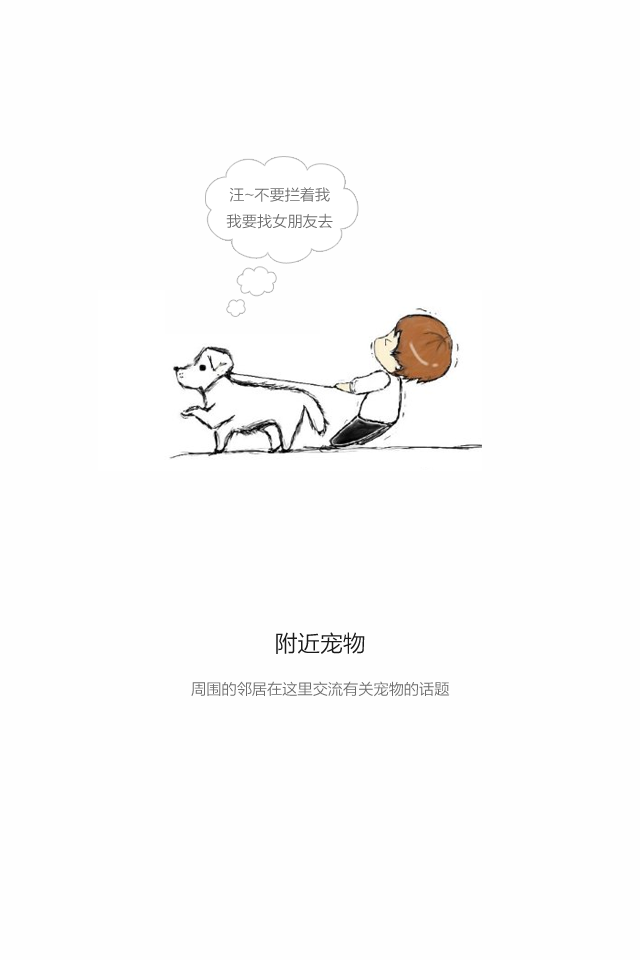 汪~不要拦着我
我要找女朋友去
附近宠物
周围的邻居在这里交流有关宠物的话题